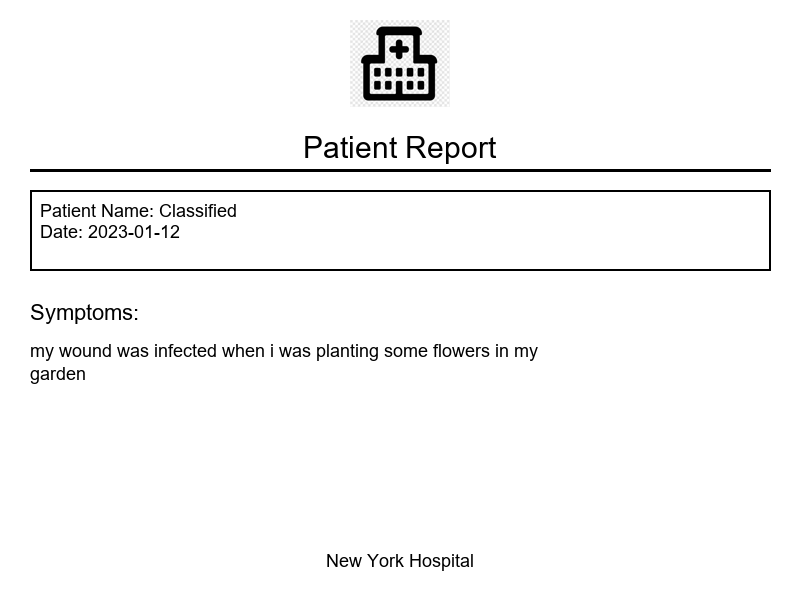 Patient Report
Patient Name: Classified
Date: 2023-01-12
Symptoms:
my wound was infected when i was planting some flowers in my
garden
New York Hospital